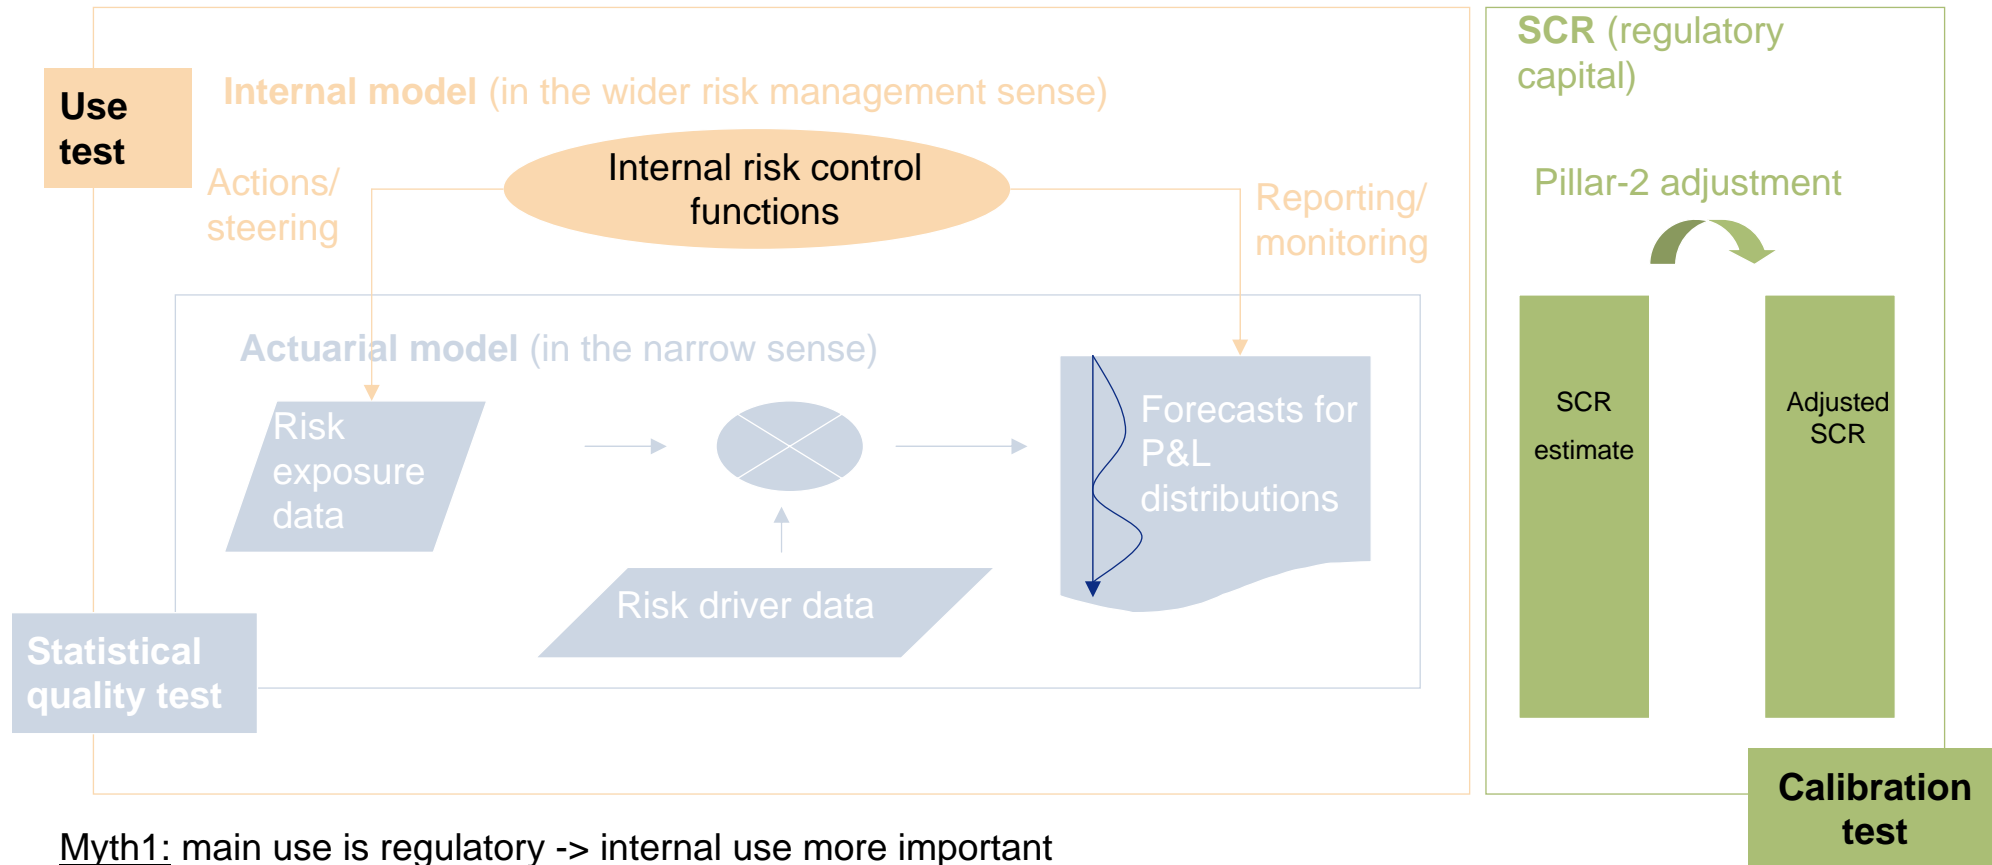 Use
test
Internal model (in the wider risk management sense)
Actions/
steering
Internal risk control
functions
Reporting/
monitoring
Actuarial model (in the narrow sense)
Risk
exposure
data
Forecasts for
P&L
distributions
Risk driver data
Statistical
quality test
SCR (regulatory
capital)
Pillar-2 adjustment
SCR
estimate
Adjusted
SCR
Calibration
test
Myth1: main use is regulatory -> internal use more important